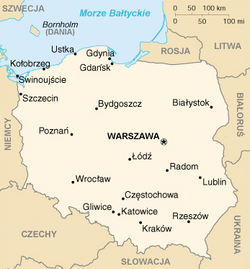 SZWECJA
Morze Bałtyckie
0 50 100 km
0 50 100 mi
Bornholm
(DANIA)
Ustka
Gdynia
Gdańsk
ROSJA
LITWA
Kołobrzeg
Świnoujście
Szczecin
Bydgoszcz
Białystok
NIEMCY
BIAŁORUŚ
Poznań
WARSZAWA
Łódź
Radom
Wrocław
Lublin
Częstochowa
Gliwice
Katowice
Rzeszów
Kraków
CZECHY
UKRAINA
SŁOWACJA